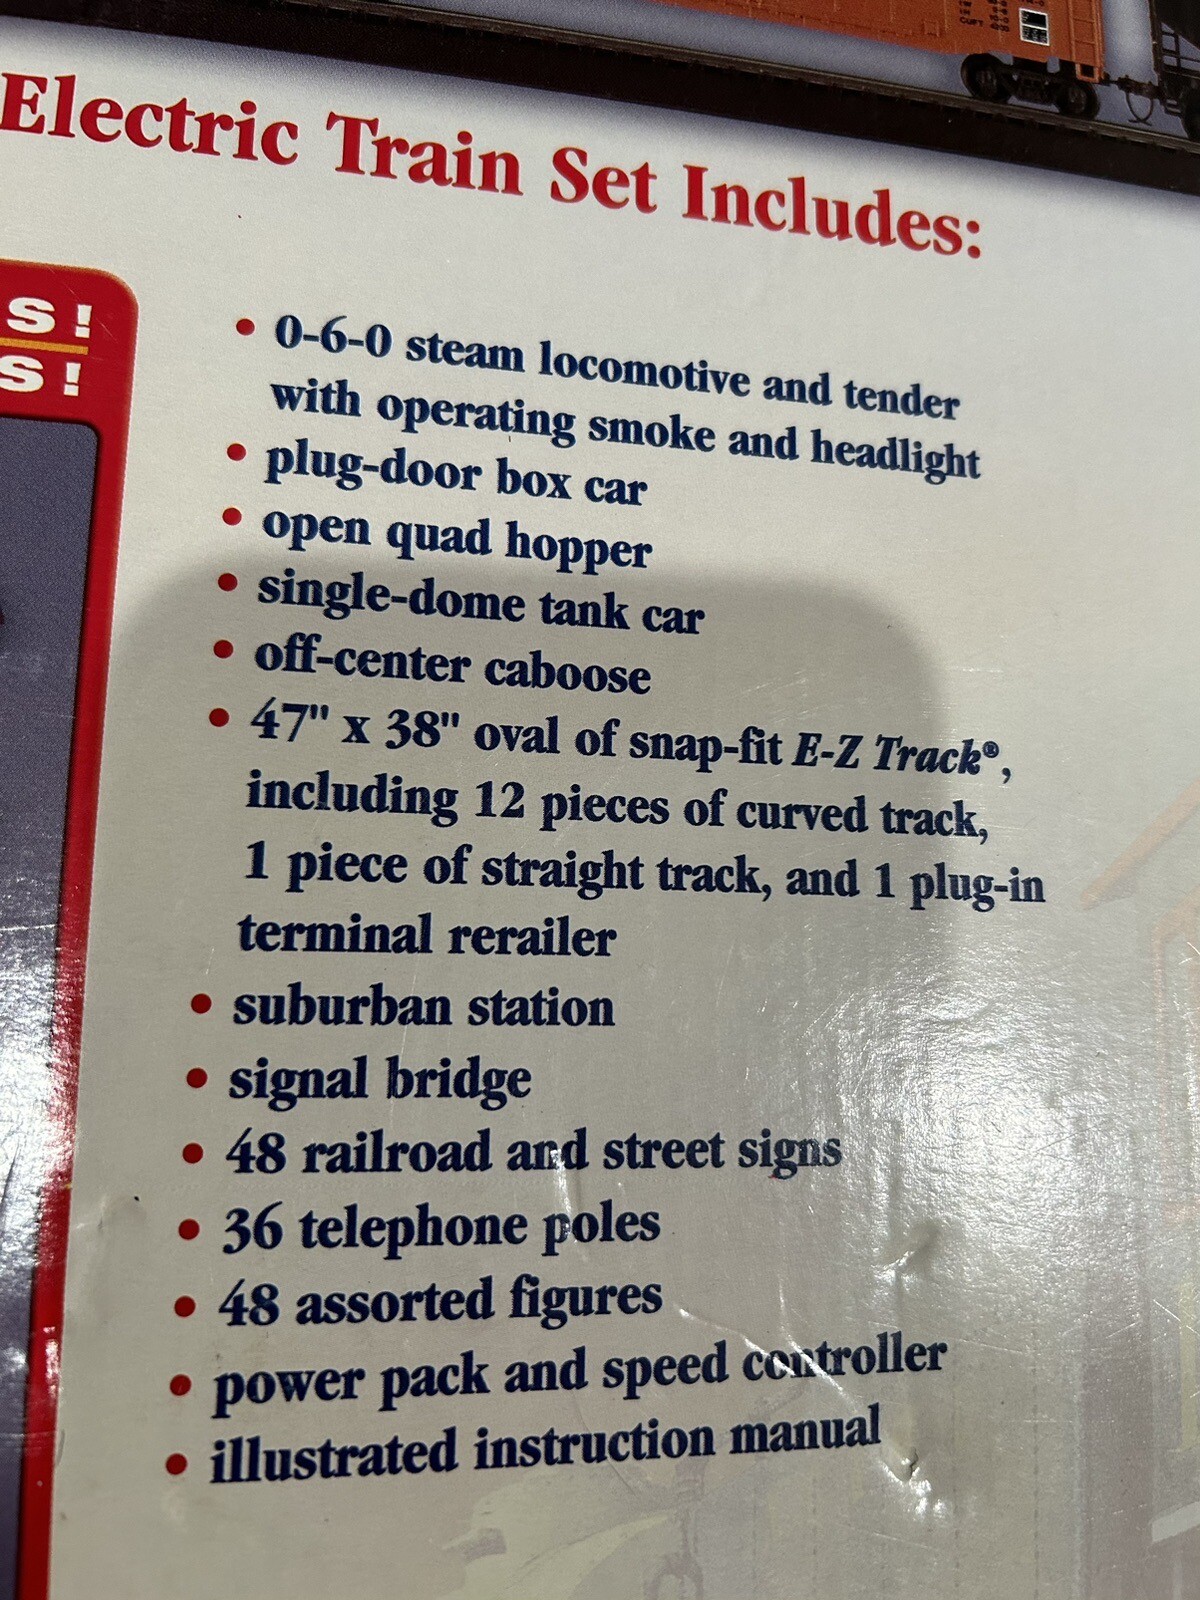 CUFT
Electric Train Set Includes:
S!
S!
• 0-6-0 steam locomotive and tender
with operating smoke and headlight
• plug-door box car
• open quad hopper
• single-dome tank car
• off-center caboose
• 47" x 38" oval of snap-fit E-Z Track®,
including 12 pieces of curved track,
1 piece of straight track, and 1 plug-in
terminal rerailer
• suburban station
• signal bridge
• 48 railroad and street signs
• 36 telephone poles
• 48 assorted figures
• power pack and speed controller
• illustrated instruction manual